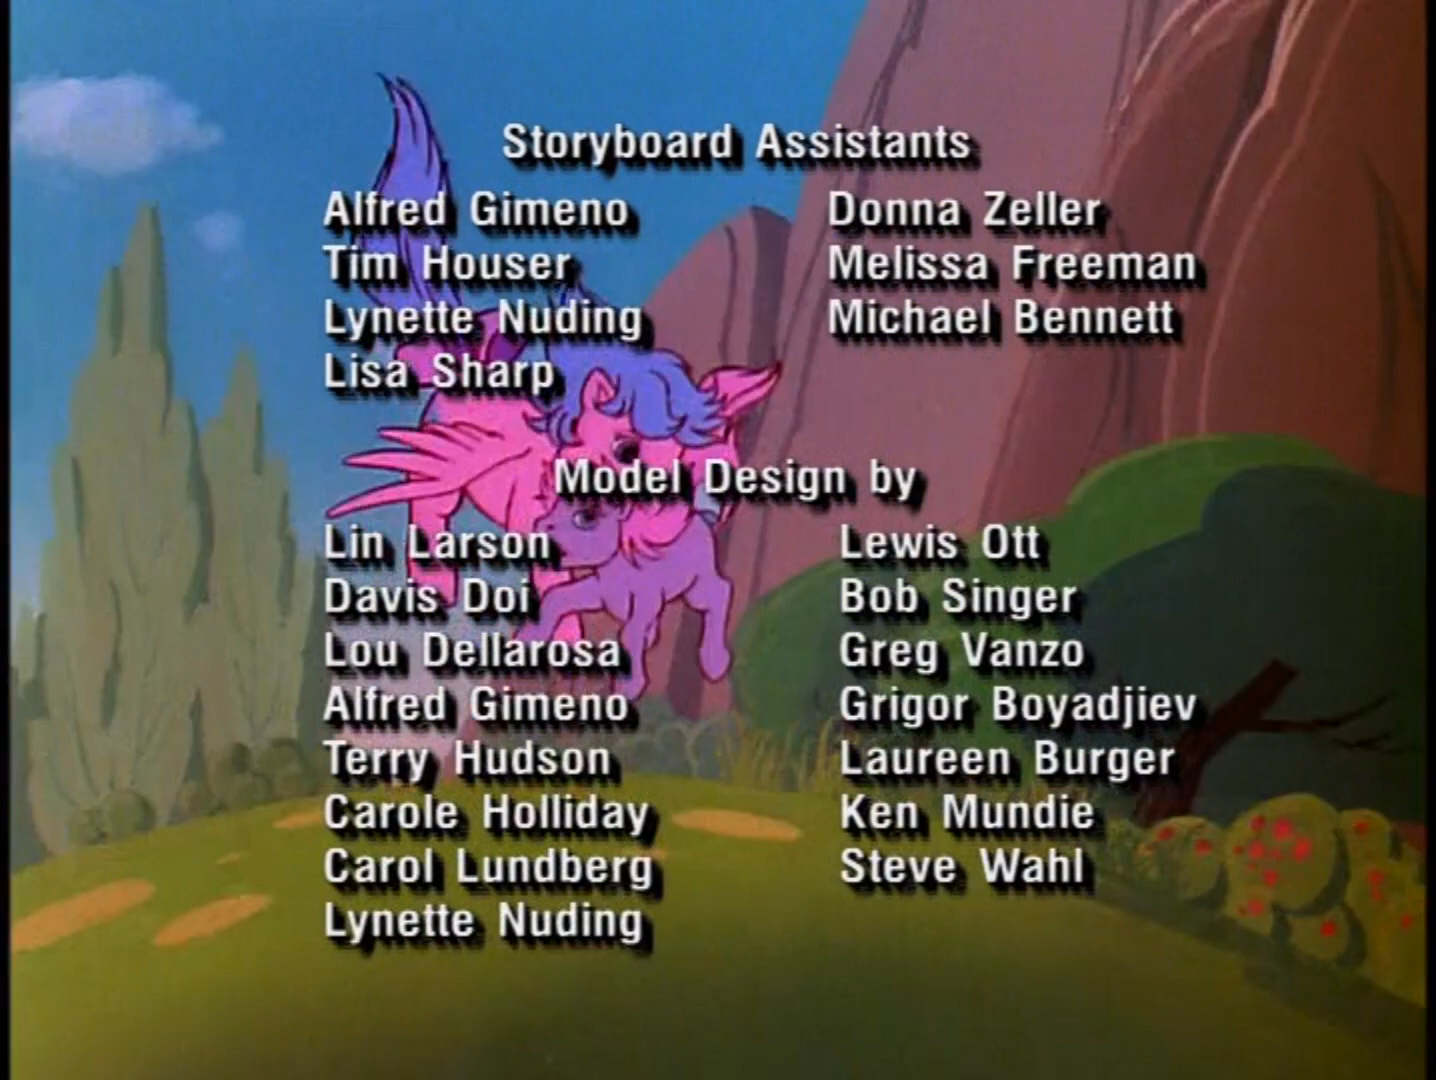 Storyboard Assistants
Alfred Gimeno
Tim Houser
Lynette Nuding
Lisa Sharp
Donna Zeller
Melissa Freeman
Michael Bennett
Model Design by
Lin Larson
Davis Doi
Lou Dellarosa
Alfred Gimeno
Terry Hudson
Carole Holliday
Carol Lundberg
Lynette Nuding
Lewis Ott
Bob Singer
Greg Vanzo
Grigor Boyadjiev
Laureen Burger
Ken Mundie
Steve Wahl